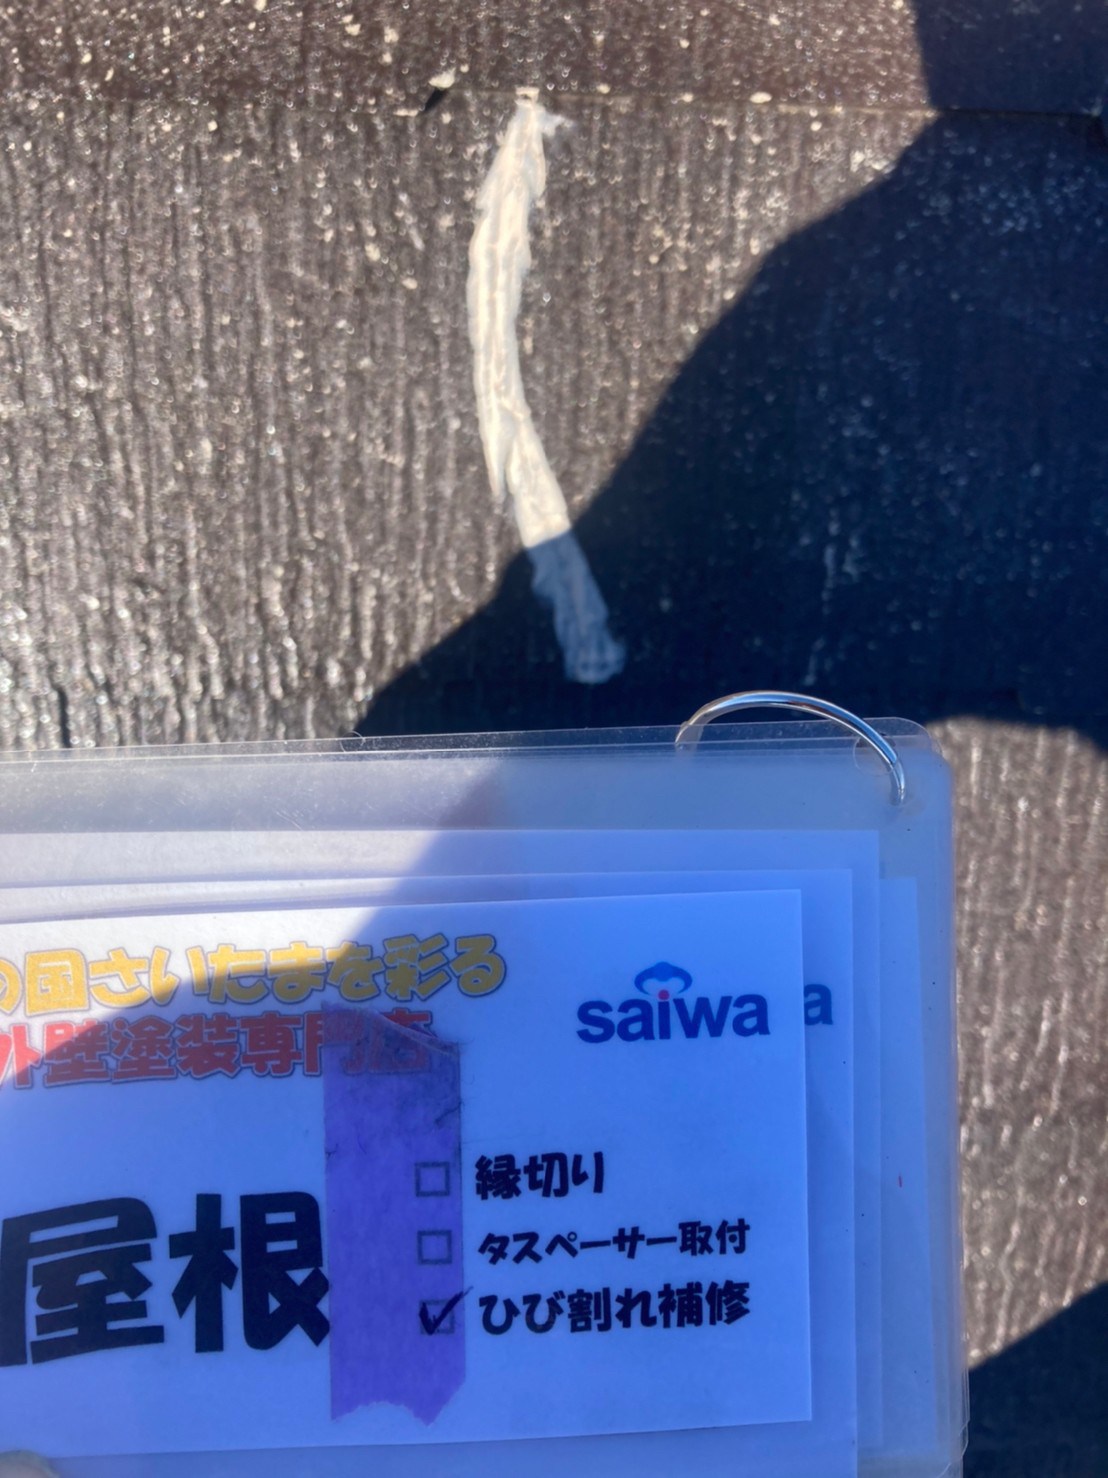 の国さいたまを彩る
外壁塗装専門店
saiwa
a
屋根
縁切り
タスペーサー取付
ひび割れ補修